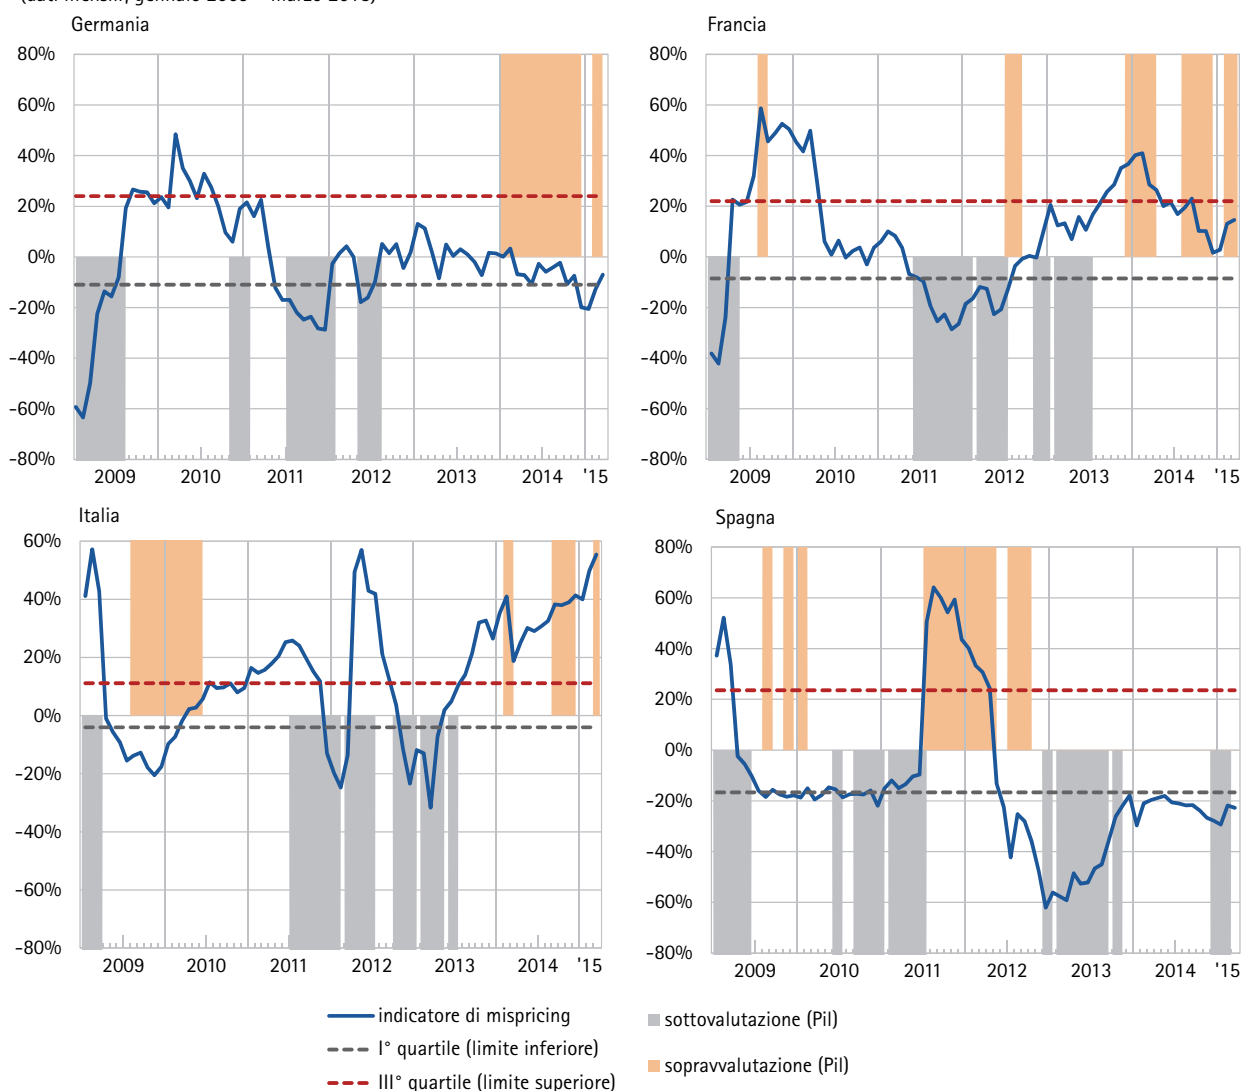 Germania
Francia
80%
60%
40%
20%
0%
-20%
-40%
-60%
-80%
2009 2010 2011 2012 2013 2014 '15
80%
60%
40%
20%
0%
-20%
-40%
-60%
-80%
2009 2010 2011 2012 2013 2014 '15
Italia
Spagna
60%
40%
20%
0%
-20%
-40%
-60%
-80%
2009 2010 2011 2012 2013 2014 '15
80%
60%
40%
20%
0%
-20%
-40%
-60%
-80%
2009 2010 2011 2012 2013 2014 '15
indicatore di mispricing
I° quartile (limite inferiore)
III° quartile (limite superiore)
sottovalutazione (Pil)
sopravvalutazione (Pil)